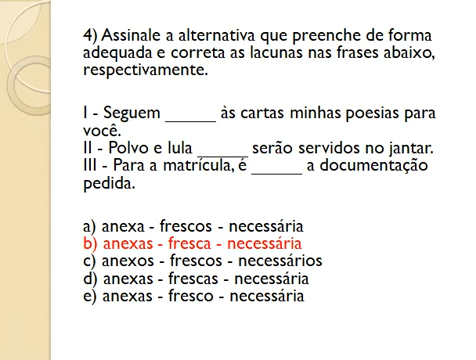 4) Assinale a alternativa que preenche de forma
adequada e correta as lacunas nas frases abaixo,
respectivamente.
I - Seguem ______ às cartas minhas poesias para
você.
II - Polvo e lula ______ serão servidos no jantar.
III - Para a matrícula, é ______ a documentação
pedida.
a) anexa - frescos - necessária
b) anexas - fresca - necessária
c) anexos - frescos - necessários
d) anexas - frescas - necessária
e) anexas - fresco - necessária